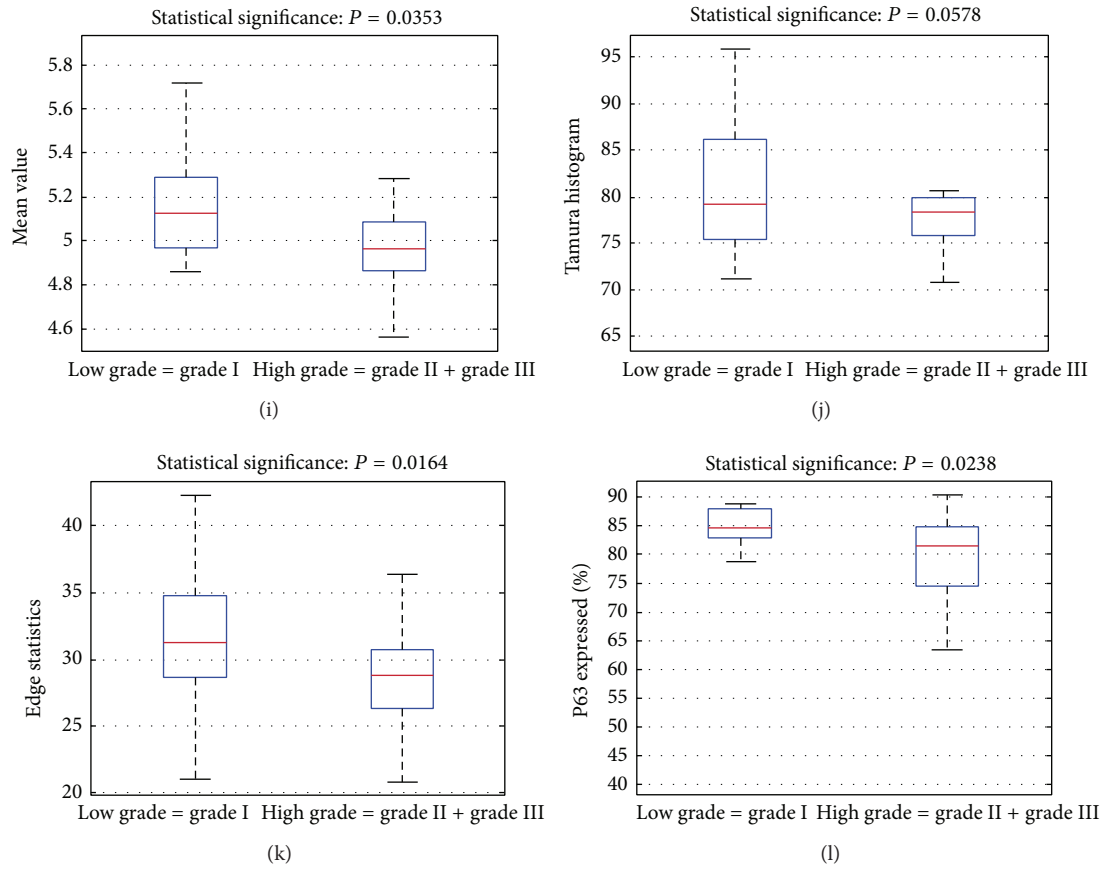 Statistical significance: P = 0.0353
Mean value
5.8
5.6
5.4
5.2
5
4.8
4.6
Low grade = grade I High grade = grade II + grade III
(i)
Statistical significance: P = 0.0578
Tamura histogram
95
90
85
80
75
70
65
Low grade = grade I High grade = grade II + grade III
(j)
Statistical significance: P = 0.0164
Edge statistics
40
35
30
25
20
Low grade = grade I High grade = grade II + grade III
(k)
Statistical significance: P = 0.0238
P63 expressed (%)
90
85
80
75
70
65
60
55
50
45
40
Low grade = grade I High grade = grade II + grade III
(l)